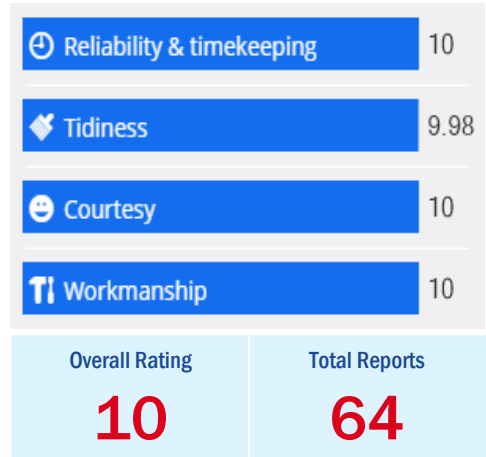 Reliability & timekeeping 10
Tidiness 9.98
Courtesy 10
Workmanship 10
Overall Rating Total Reports
10 64